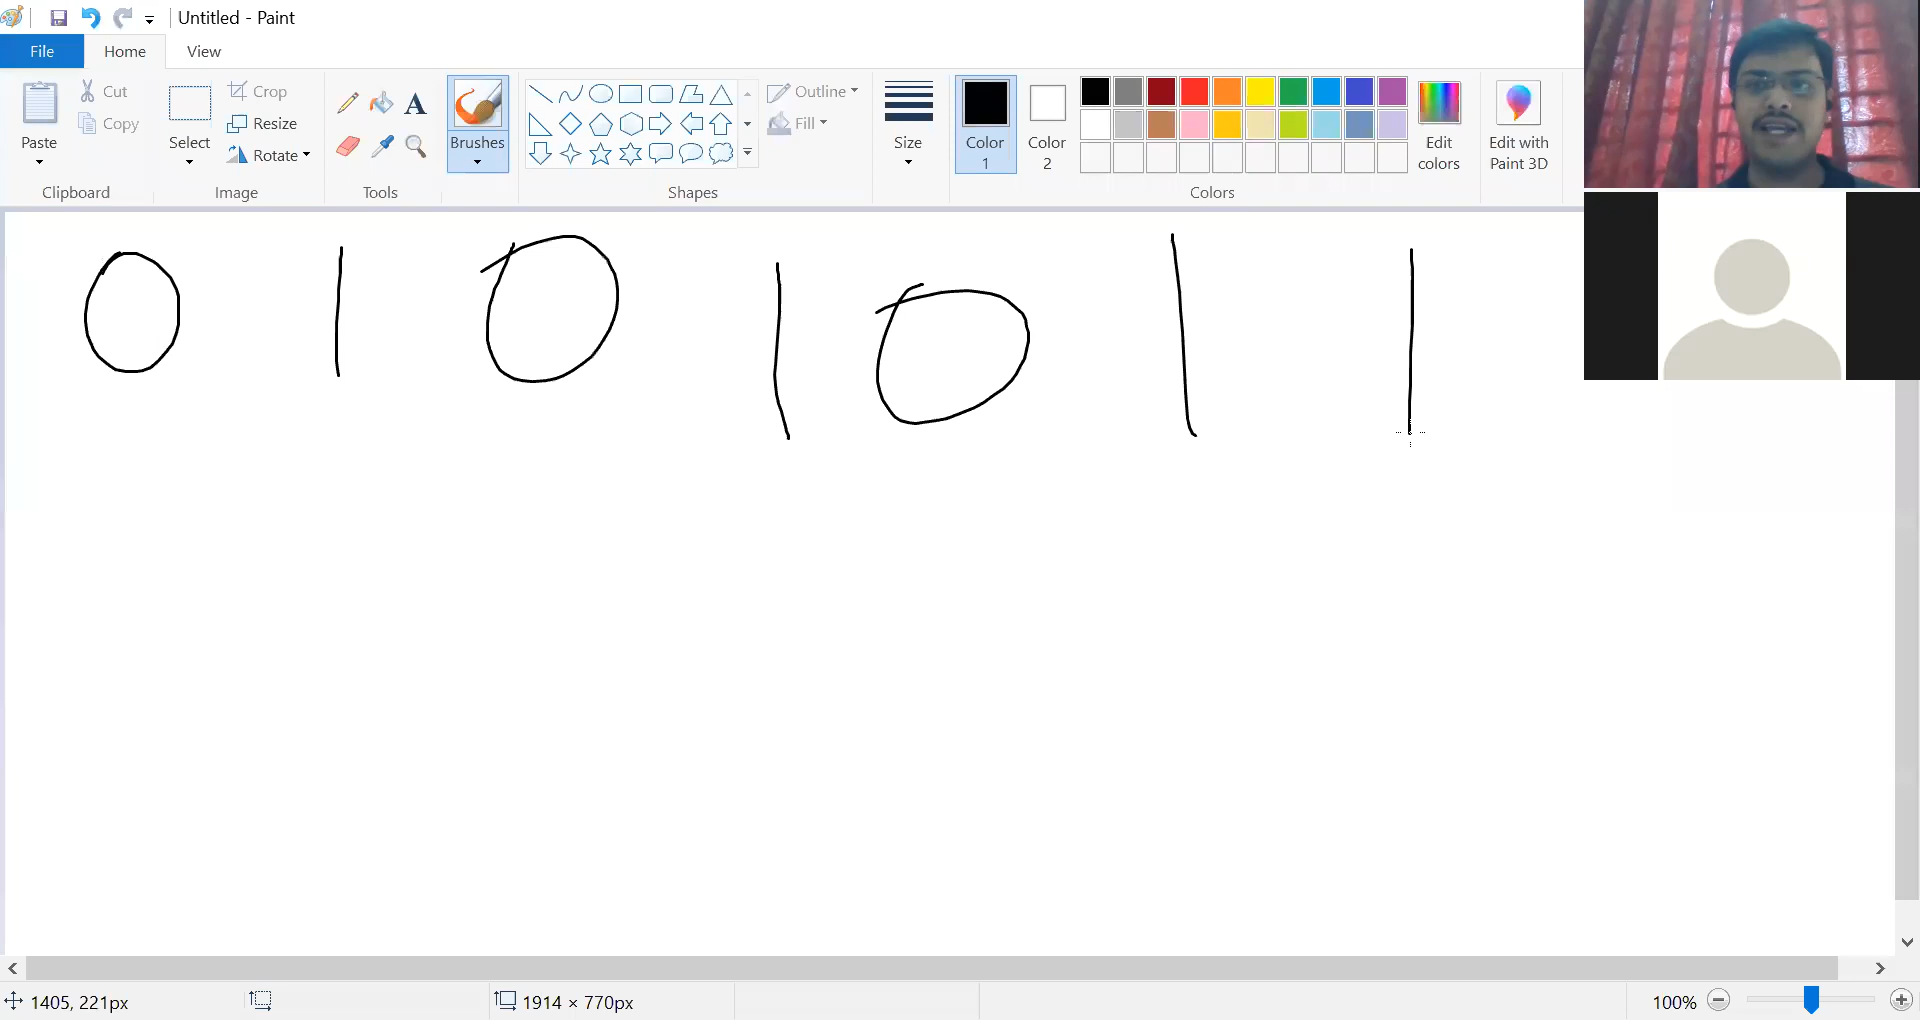 Untitled - Paint
File Home View
Paste Cut Copy Clipboard
Select Crop Resize Rotate Image
A
Tools
Brushes
Shapes
Outline Fill
Size
Color 1
Color 2
Colors
Edit colors
Edit with Paint 3D
0 1 0 1 0 1 1
1405, 221px
1914 × 770px
100%